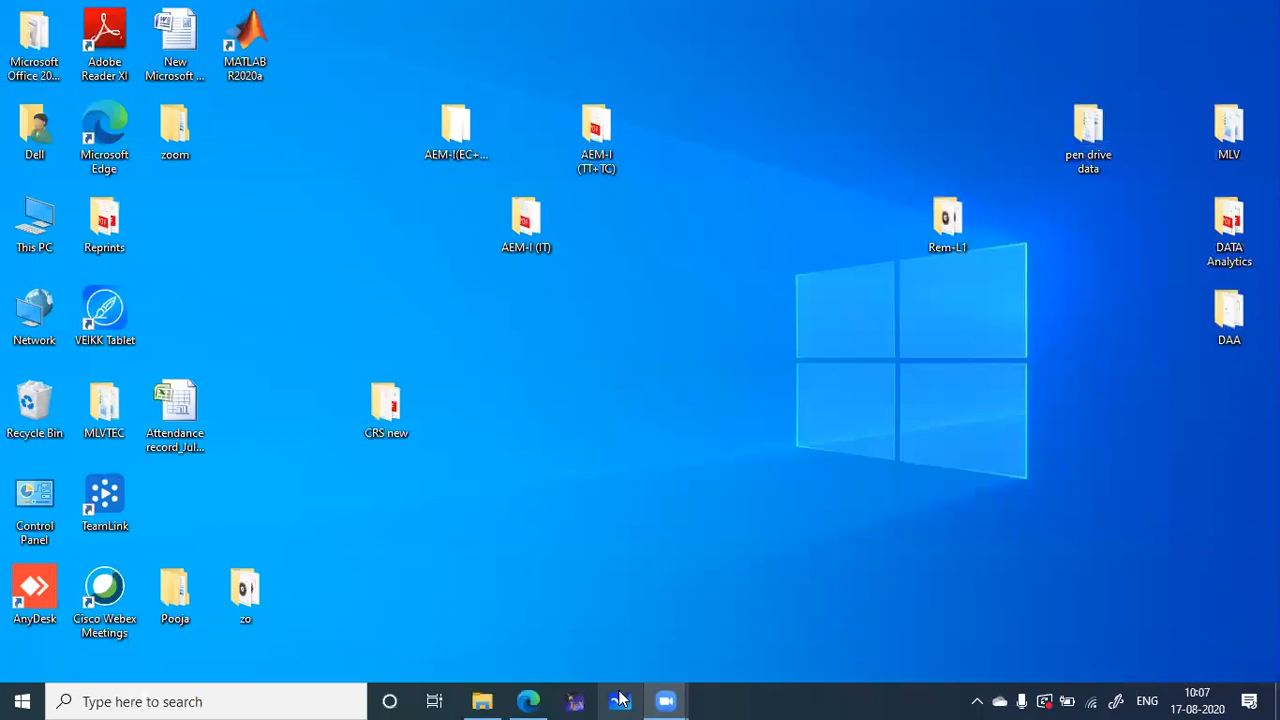 Microsoft
Office 20...
Adobe
Reader XI
New
Microsoft ...
MATLAB
R2020a
Dell
Microsoft
Edge
zoom
AEM-I(EC+...
AEM-I
(TT+TC)
pen drive
data
MLV
This PC
Reprints
AEM-I (IT)
Rem-L1
DATA
Analytics
Network
VEIKK Tablet
DAA
Recycle Bin
MLVTEC
Attendance
record_Jul...
CRS new
Control
Panel
TeamLink
AnyDesk
Cisco Webex
Meetings
Pooja
zo
Type here to search
ENG
10:07
17-08-2020